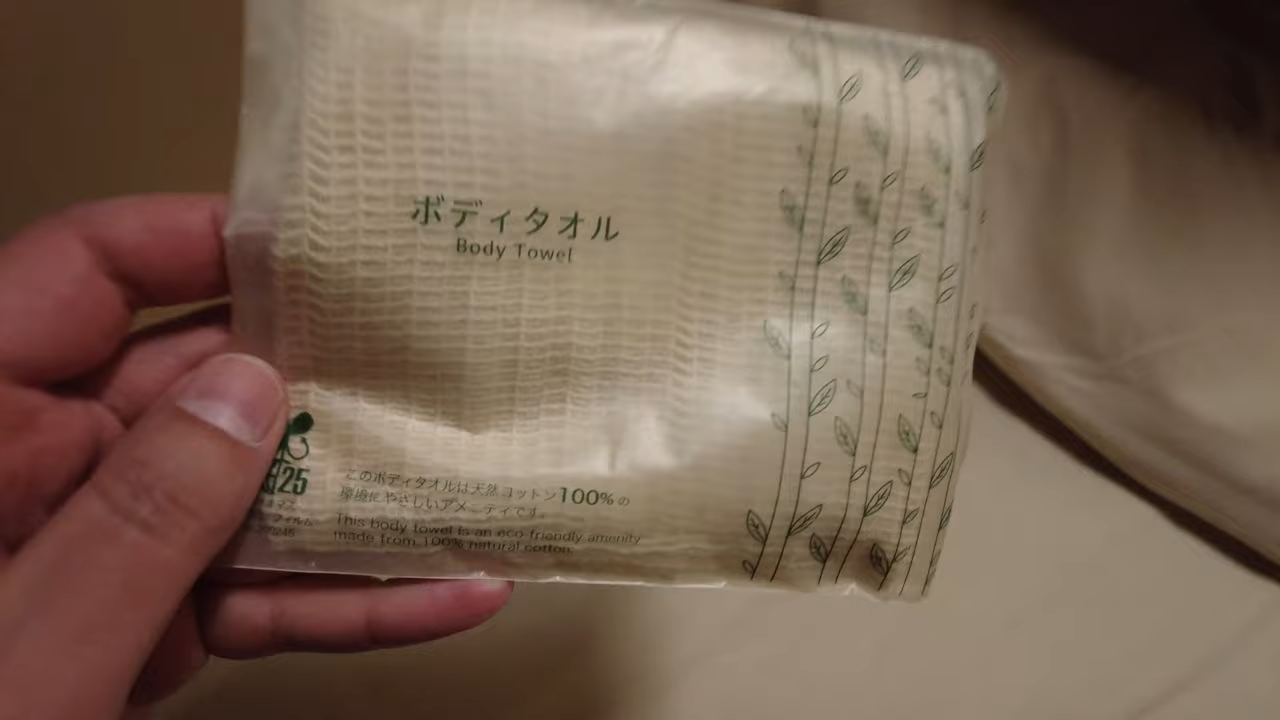 ボディタオル
Body Towel
25
このボディタオルは天然コットン100%の
環境にやさしいアメニティです。
This body towel is an eco friendly amenity
made from 100% natural cotton.